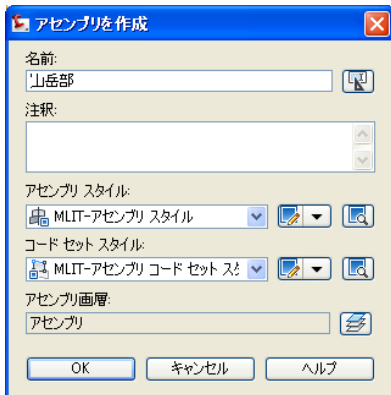 アセンブリを作成
名前:
山岳部
注釈:
アセンブリ スタイル:
MLIT-アセンブリ スタイル
コード セット スタイル:
MLIT-アセンブリ コード セット スタ
アセンブリ画層:
アセンブリ
OK キャンセル ヘルプ